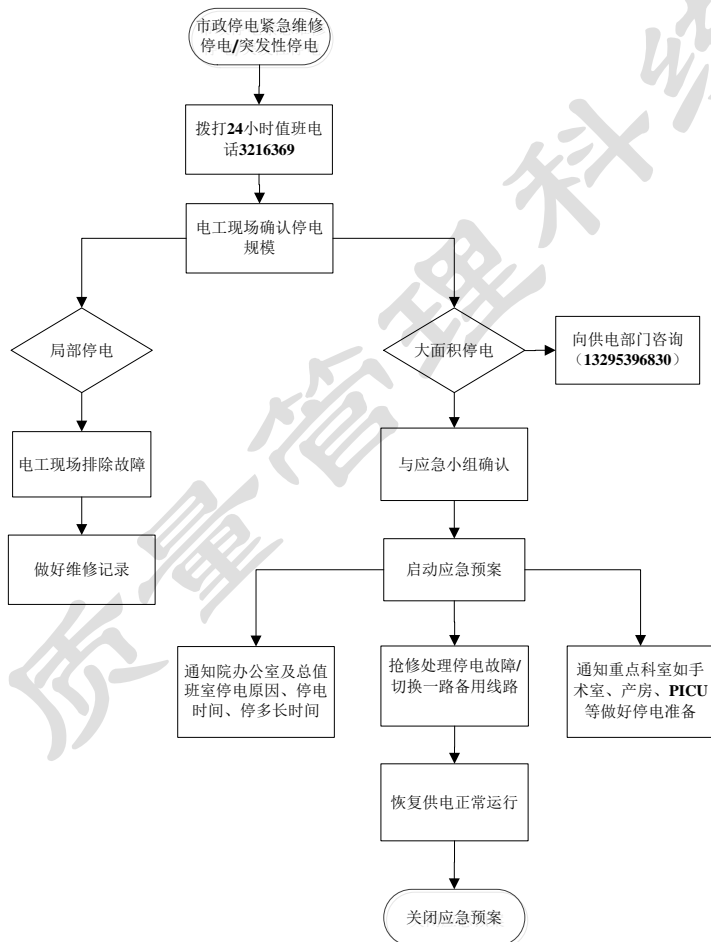 市政停电紧急维修
停电/突发性停电
拨打24小时值班电
话3216369
电工现场确认停电
规模
局部停电
大面积停电
向供电部门咨询
（13295396830）
电工现场排除故障
与应急小组确认
做好维修记录
启动应急预案
通知院办公室及总值
班室停电原因、停电
时间、停多长时间
抢修处理停电故障/
切换一路备用线路
通知重点科室如手
术室、产房、PICU
等做好停电准备
恢复供电正常运行
关闭应急预案
质量管理科